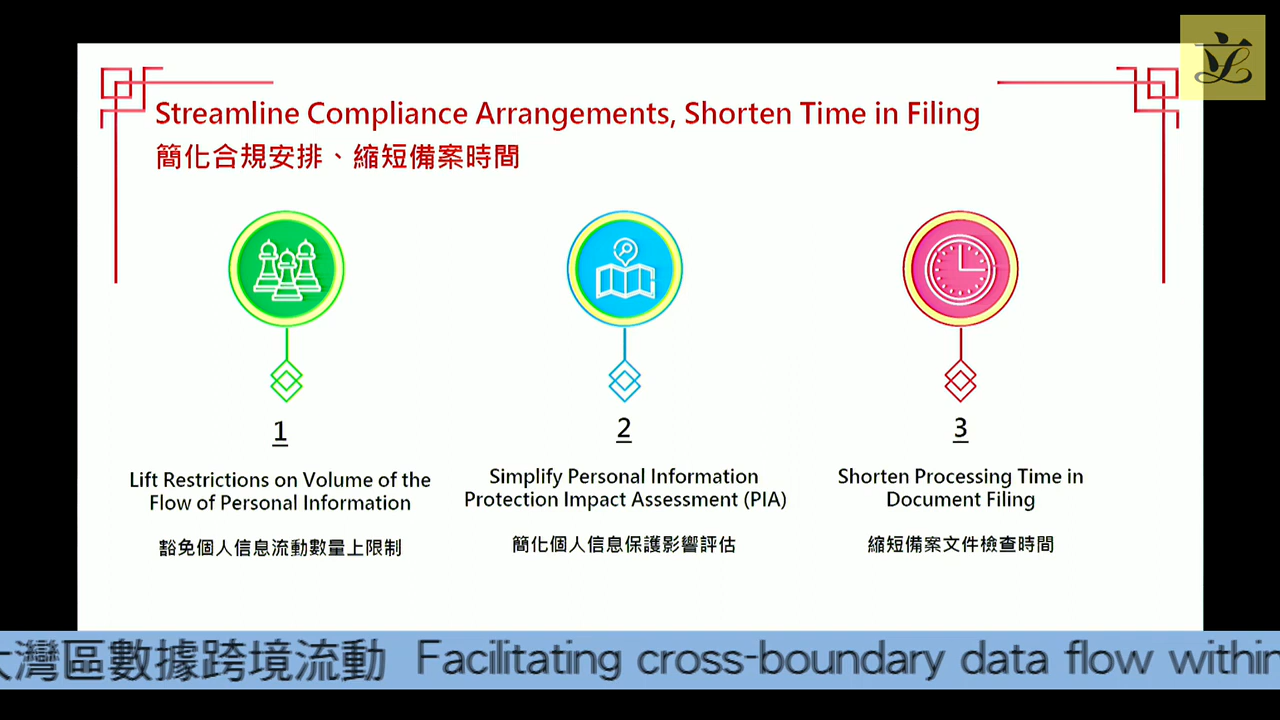 Streamline Compliance Arrangements, Shorten Time in Filing
簡化合規安排、縮短備案時間
1
Lift Restrictions on Volume of the
Flow of Personal Information
豁免個人信息流動數量上限制
2
Simplify Personal Information
Protection Impact Assessment (PIA)
簡化個人信息保護影響評估
3
Shorten Processing Time in
Document Filing
縮短備案文件檢查時間
大灣區數據跨境流動 Facilitating cross-boundary data flow within